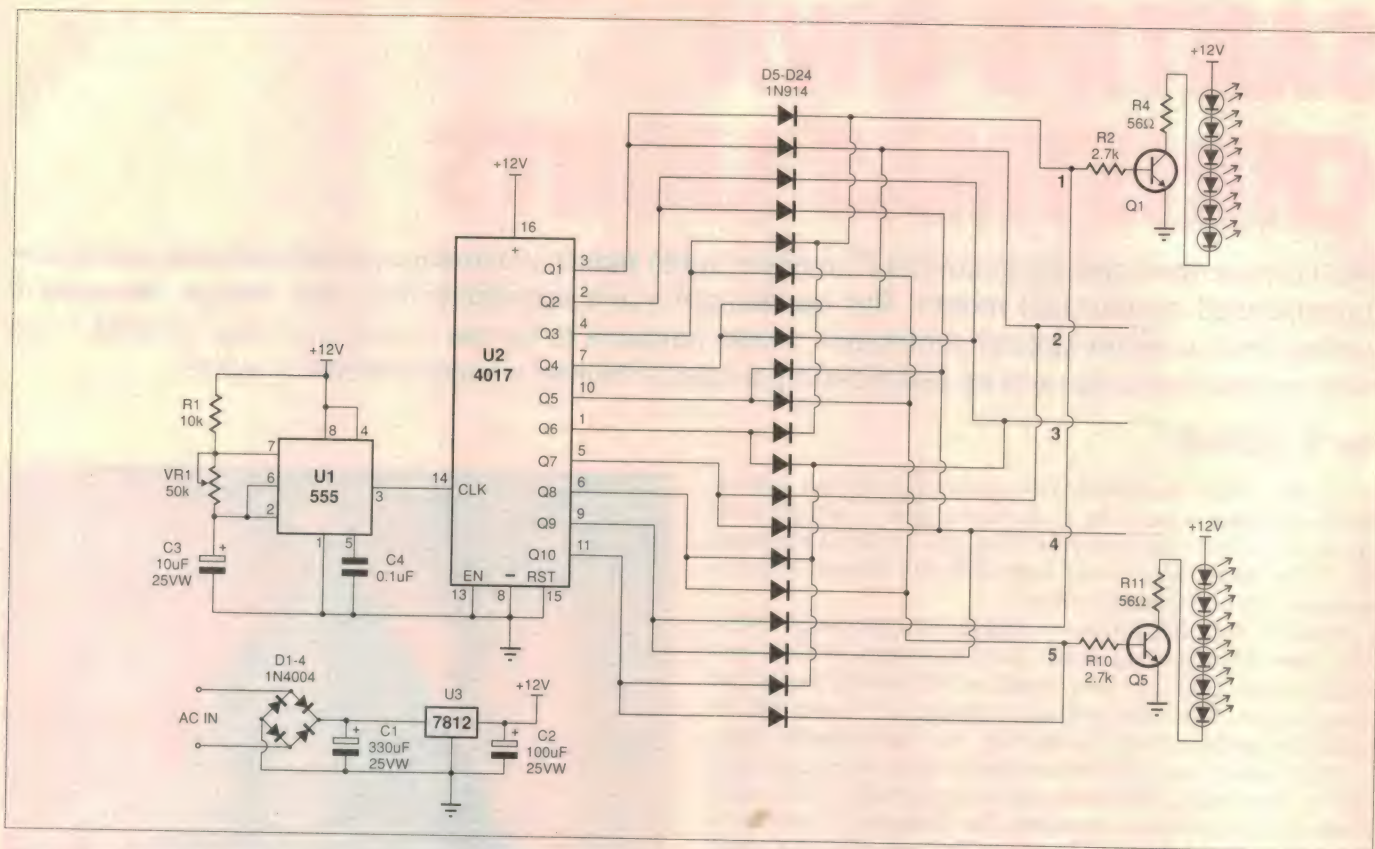 D5-D24
1N914
+12V
R4
56Ω
R2
2.7k
1
Q1
+12V
16
+
U2
4017
Q1 3
Q2 2
Q3 4
Q4 7
Q5 10
Q6 1
Q7 5
Q8 6
Q9 9
Q10 11
14 CLK
EN – RST
13 8 15
+12V
R1
10k
VR1
50k
7
6
2
8 4
U1
555
3
1 5
C3
10uF
25VW
+
C4
0.1uF
2
3
4
5
+12V
R11
56Ω
R10
2.7k
Q5
D1-4
1N4004
AC IN
+
C1
330uF
25VW
U3
7812
+12V
+
C2
100uF
25VW